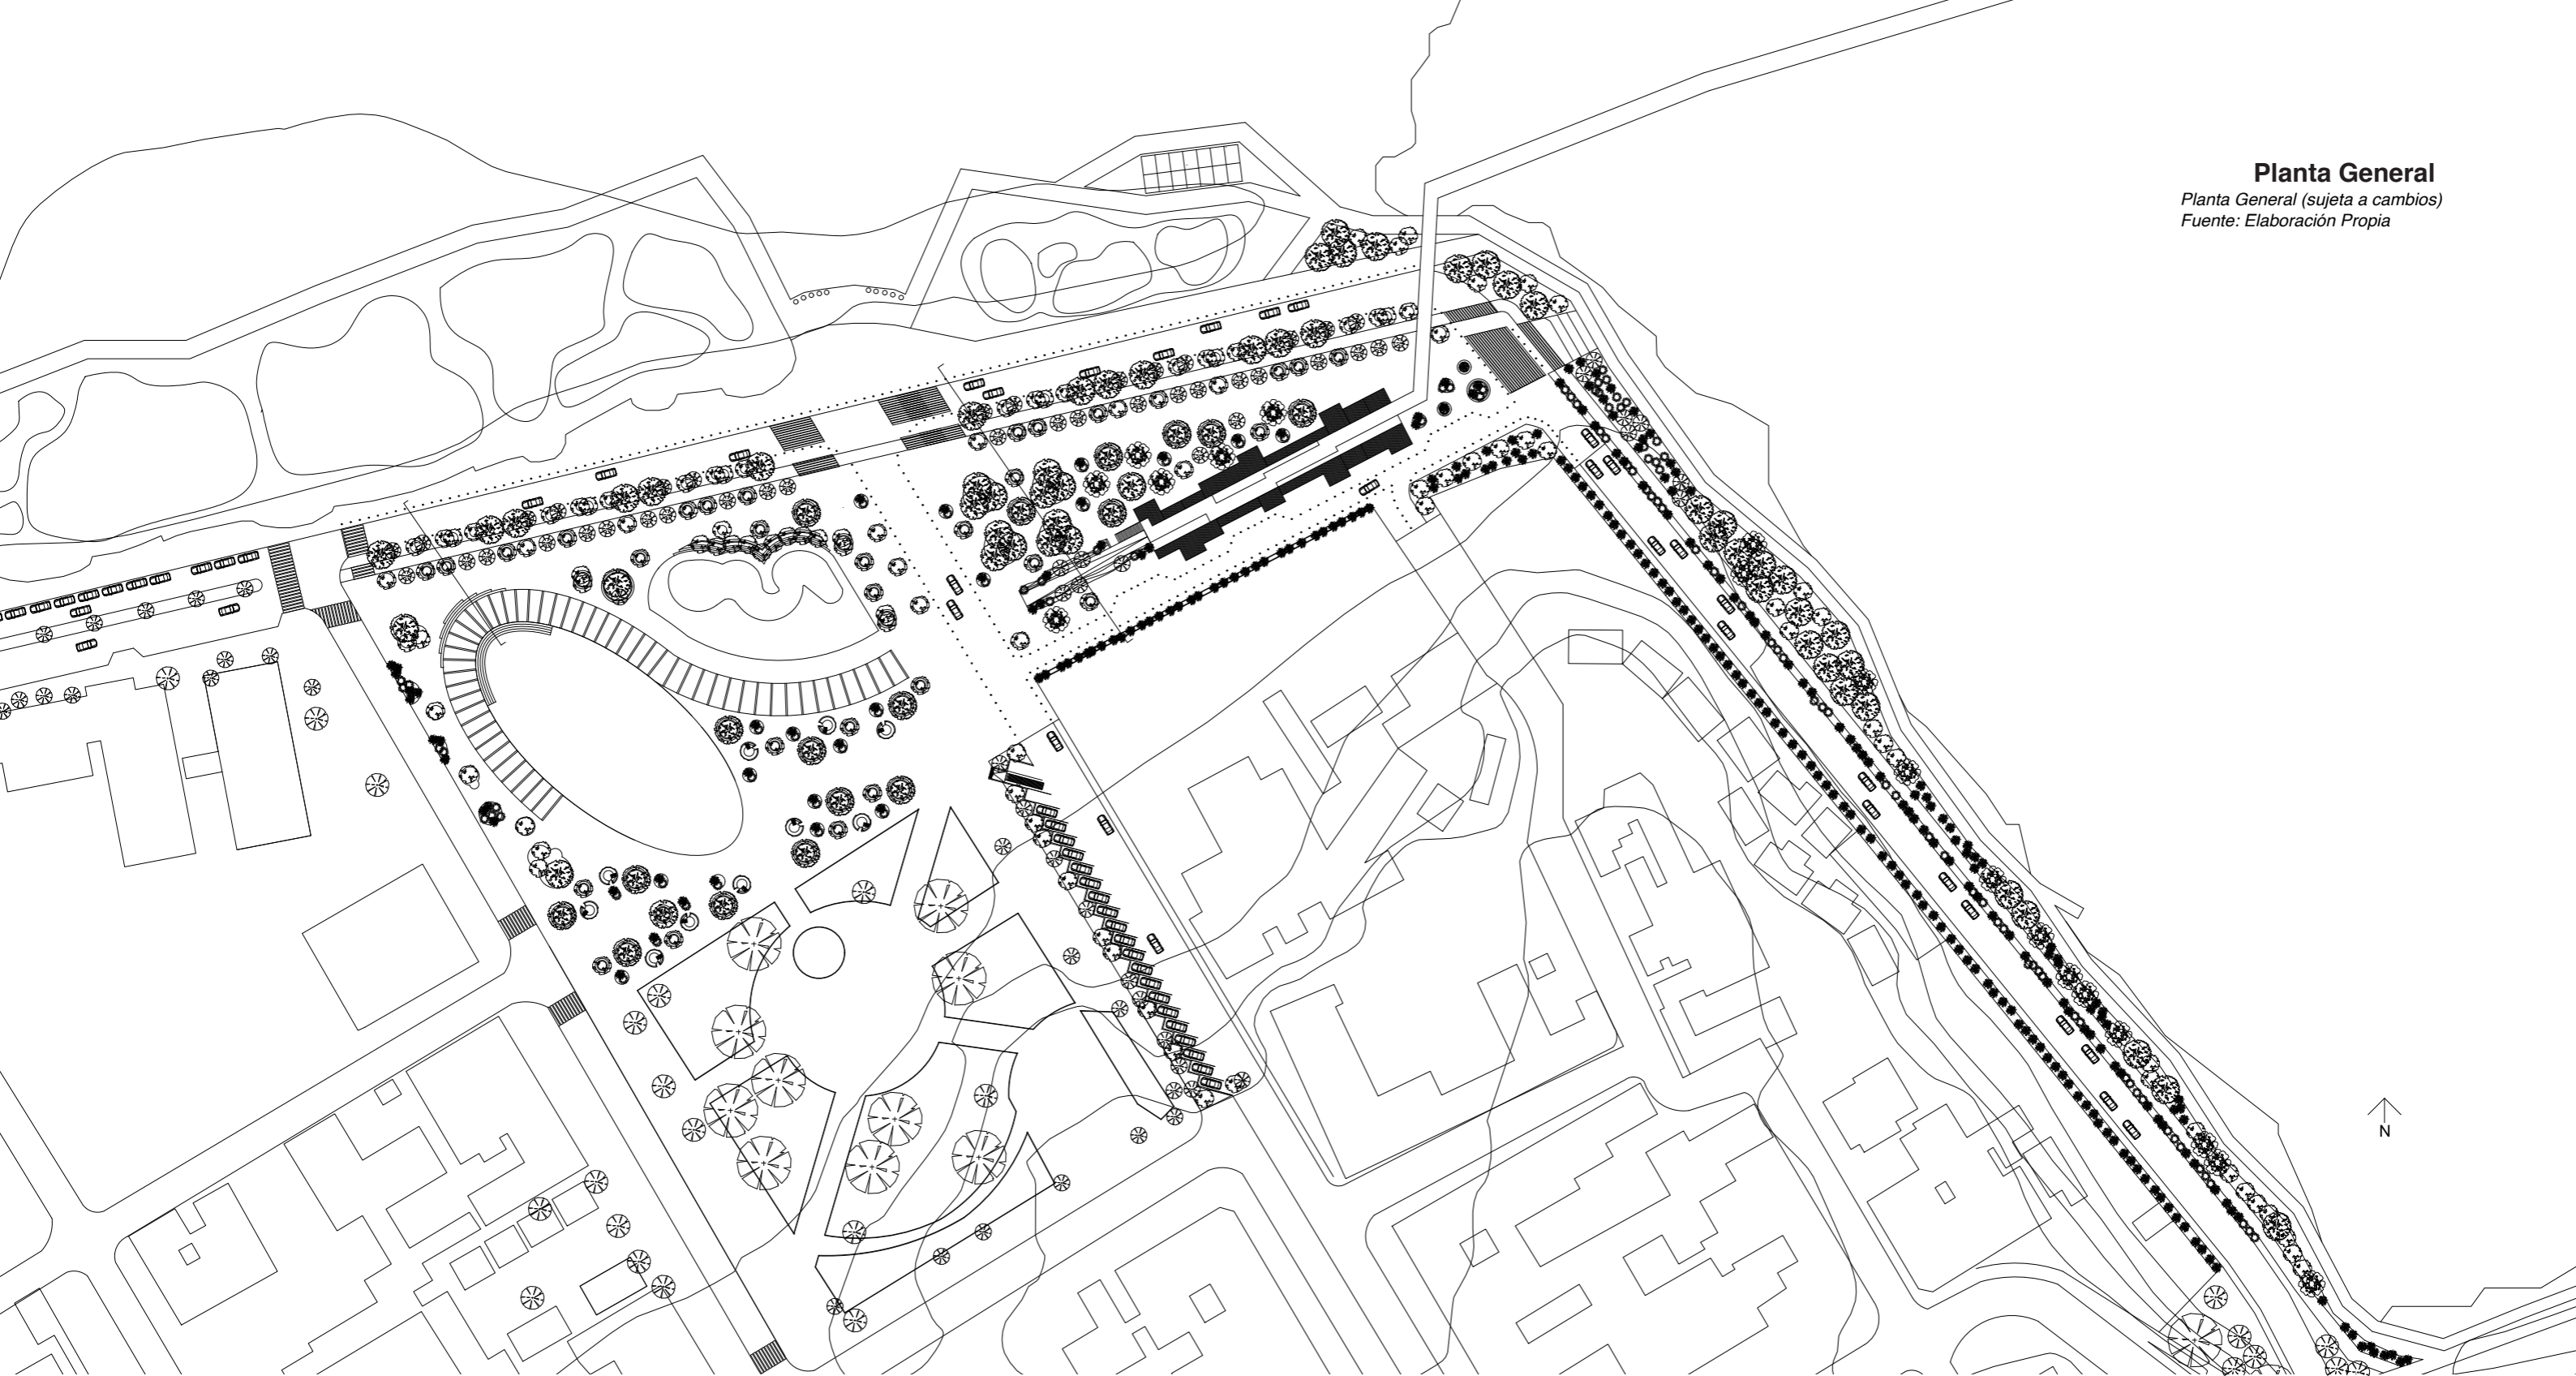 Planta General
Planta General (sujeta a cambios)
Fuente: Elaboración Propia
N